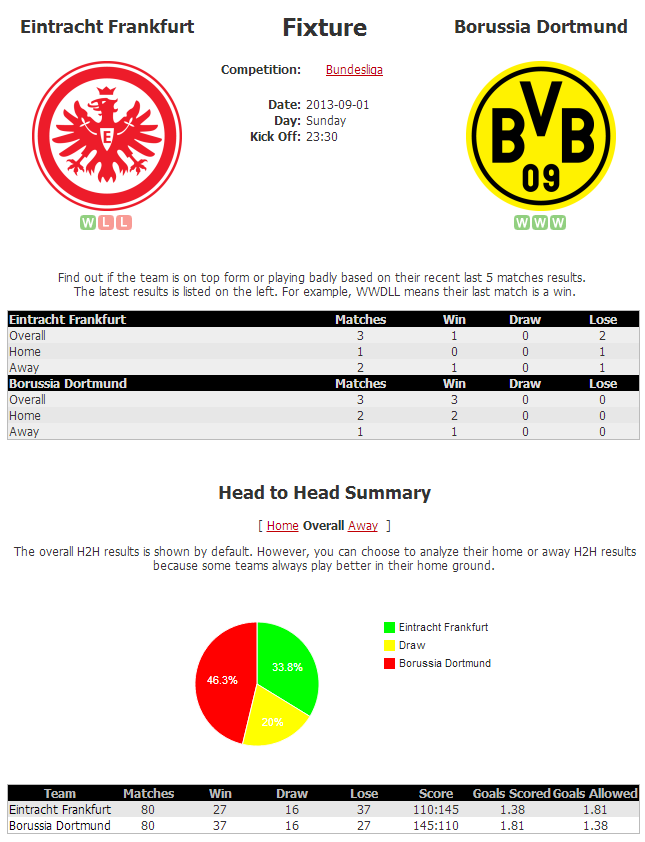 Eintracht Frankfurt
Fixture
Borussia Dortmund
Competition: Bundesliga
Date: 2013-09-01
Day: Sunday
Kick Off: 23:30
E
BVB
09
W L L
W W W
Find out if the team is on top form or playing badly based on their recent last 5 matches results.
The latest results is listed on the left. For example, WWDLL means their last match is a win.
Eintracht Frankfurt Matches Win Draw Lose
Overall 3 1 0 2
Home 1 0 0 1
Away 2 1 0 1
Borussia Dortmund Matches Win Draw Lose
Overall 3 3 0 0
Home 2 2 0 0
Away 1 1 0 0
Head to Head Summary
[ Home Overall Away ]
The overall H2H results is shown by default. However, you can choose to analyze their home or away H2H results
because some teams always play better in their home ground.
Eintracht Frankfurt
Draw
Borussia Dortmund
33.8%
46.3%
20%
Team Matches Win Draw Lose Score Goals Scored Goals Allowed
Eintracht Frankfurt 80 27 16 37 110:145 1.38 1.81
Borussia Dortmund 80 37 16 27 145:110 1.81 1.38